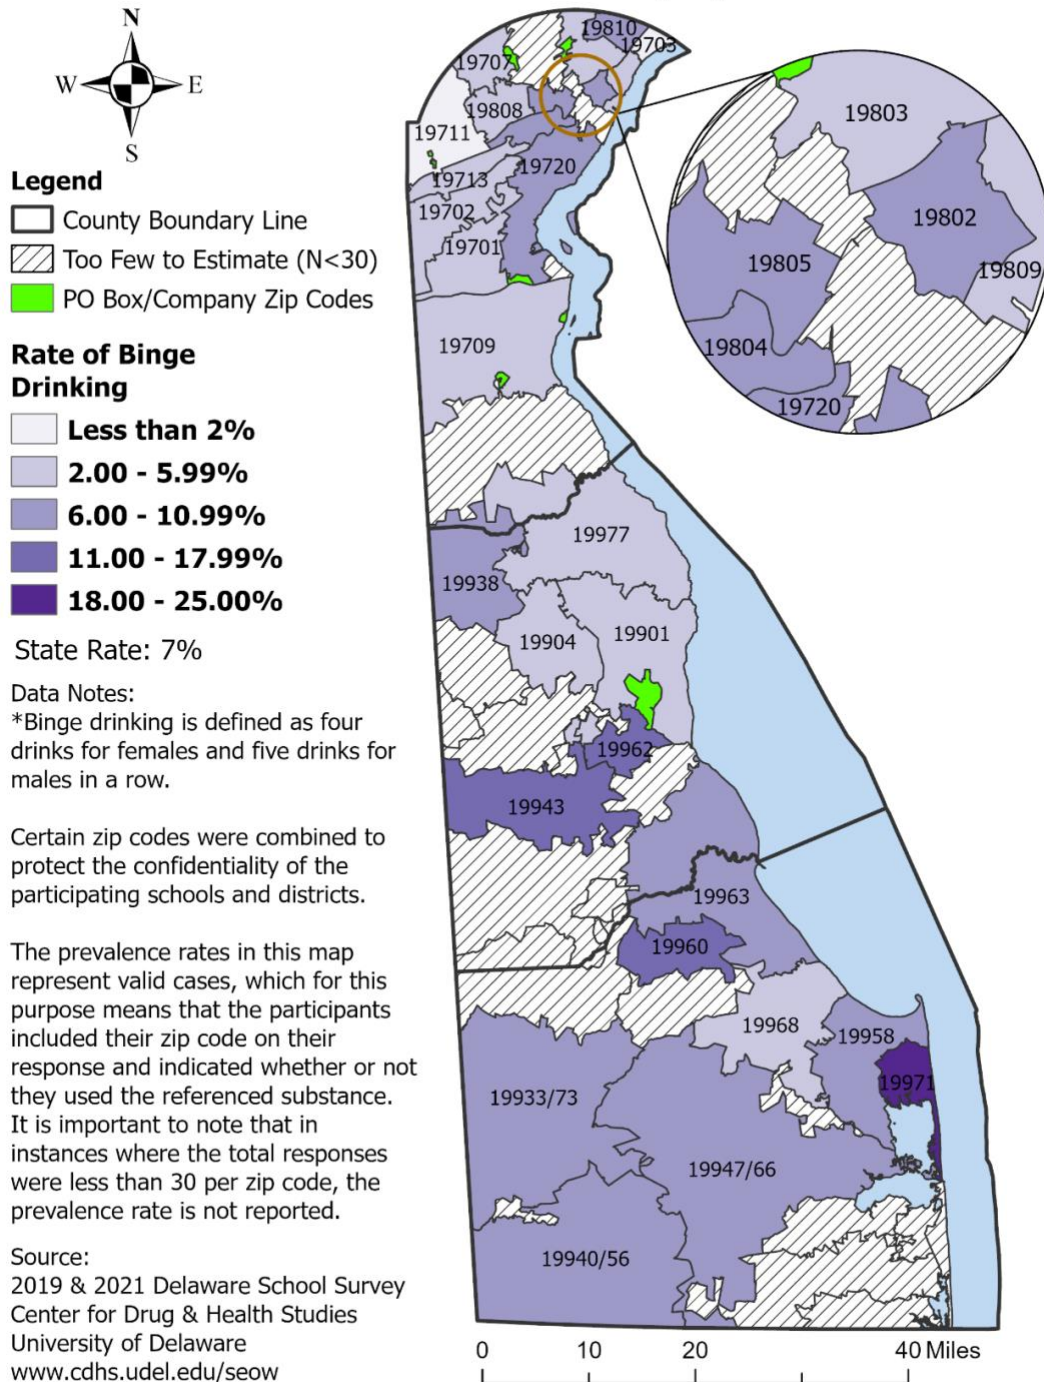 N
W
E
S
Legend
County Boundary Line
Too Few to Estimate (N<30)
PO Box/Company Zip Codes
Rate of Binge
Drinking
Less than 2%
2.00 - 5.99%
6.00 - 10.99%
11.00 - 17.99%
18.00 - 25.00%
State Rate: 7%
Data Notes:
*Binge drinking is defined as four
drinks for females and five drinks for
males in a row.
Certain zip codes were combined to
protect the confidentiality of the
participating schools and districts.
The prevalence rates in this map
represent valid cases, which for this
purpose means that the participants
included their zip code on their
response and indicated whether or not
they used the referenced substance.
It is important to note that in
instances where the total responses
were less than 30 per zip code, the
prevalence rate is not reported.
Source:
2019 & 2021 Delaware School Survey
Center for Drug & Health Studies
University of Delaware
www.cdhs.udel.edu/seow
19810
19703
19707
19808
19711
19720
19713
19702
19701
19709
19803
19802
19805
19809
19804
19720
19977
19938
19904
19901
19962
19943
19963
19960
19968
19958
19971
19933/73
19947/66
19940/56
0 10 20 40 Miles